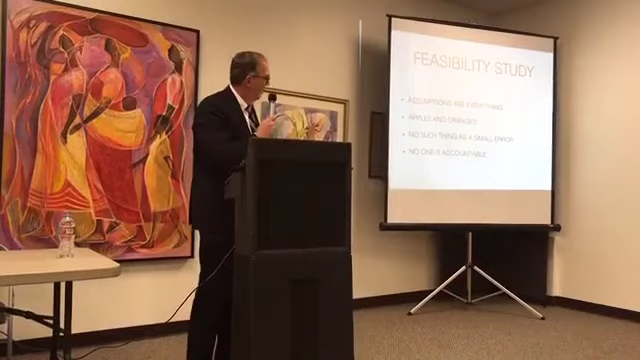 FEASIBILITY STUDY
• ASSUMPTIONS ARE EVERYTHING
• APPLES AND ORANGES
• NO SUCH THING AS A SMALL ERROR
• NO ONE IS ACCOUNTABLE